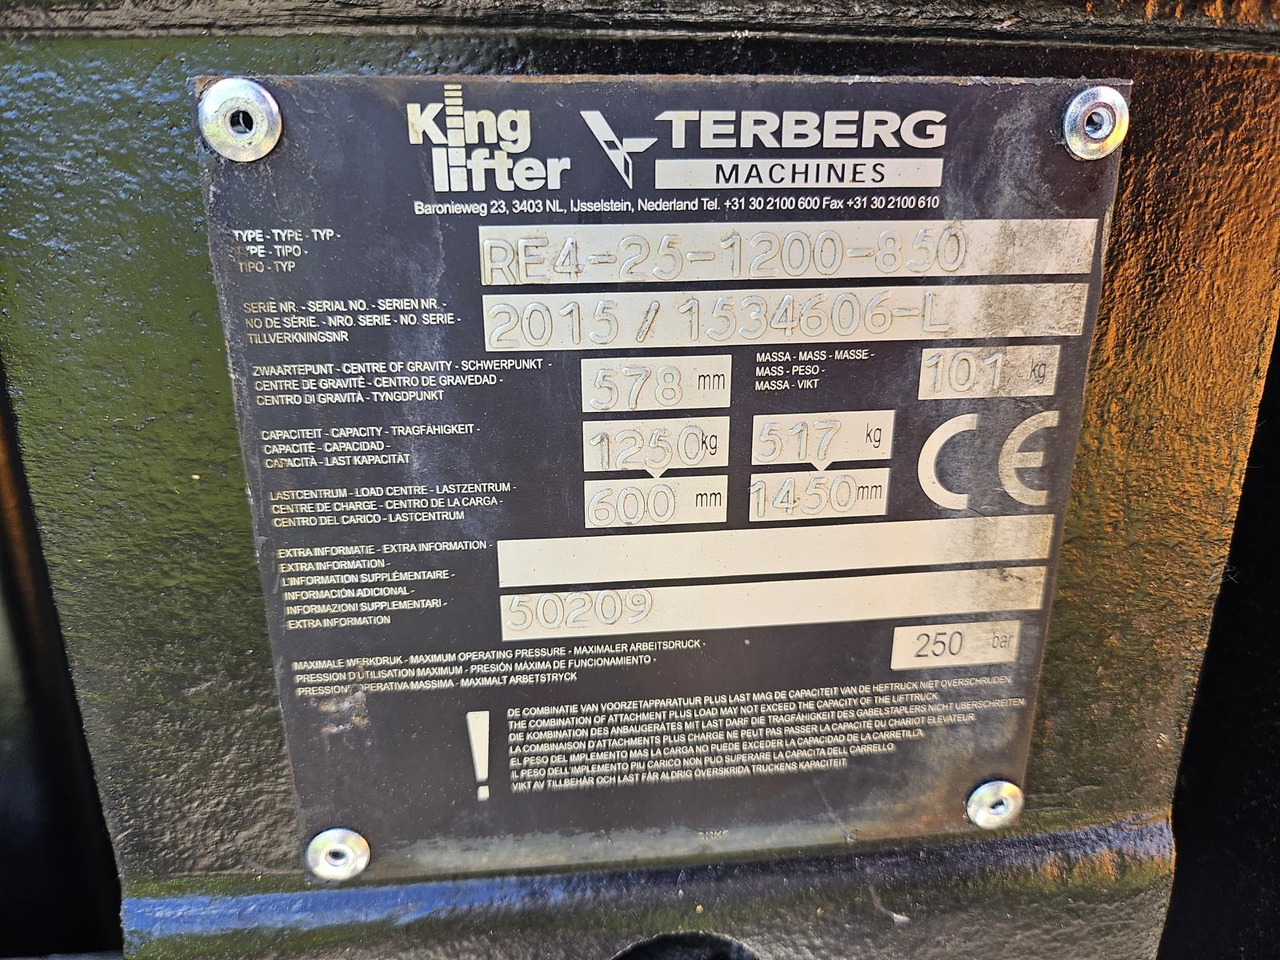 King lifter
TERBERG
MACHINES
Baronieweg 23, 3403 NL, IJsselstein, Nederland Tel. +31 30 2100 600 Fax +31 30 2100 610
TYPE - TYPE - TYP -
TYPE - TIPO -
TIPO - TYP
RE4-25-1200-850
SERIE NR. - SERIAL NO. - SERIEN NR. -
NO DE SÉRIE. - NRO. SERIE - NO. SERIE -
TILLVERKNINGSNR
2015/1534606-L
ZWAARTEPUNT - CENTRE OF GRAVITY - SCHWERPUNKT -
CENTRE DE GRAVITÉ - CENTRO DE GRAVEDAD -
CENTRO DI GRAVITÀ - TYNGDPUNKT
578 mm
MASSA - MASS - MASSE -
MASS - PESO -
MASSA - VIKT
101 kg
CAPACITEIT - CAPACITY - TRAGFÄHIGKEIT -
CAPACITÉ - CAPACIDAD -
CAPACITÀ - LAST KAPACITÄT
1250 kg
517 kg
CE
LASTCENTRUM - LOAD CENTRE - LASTZENTRUM -
CENTRE DE CHARGE - CENTRO DE LA CARGA -
CENTRO DEL CARICO - LASTCENTRUM
600 mm
1450 mm
EXTRA INFORMATIE - EXTRA INFORMATION -
EXTRA INFORMATION -
L'INFORMATION SUPPLÉMENTAIRE -
INFORMACIÓN ADICIONAL -
INFORMAZIONI SUPPLEMENTARI -
EXTRA INFORMATION
50209
MAXIMALE WERKDRUK - MAXIMUM OPERATING PRESSURE - MAXIMALER ARBEITSDRUCK -
PRESSION D'UTILISATION MAXIMUM - PRESIÓN MÁXIMA DE FUNCIONAMIENTO -
PRESSIONE OPERATIVA MASSIMA - MAXIMALT ARBETSTRYCK
250 bar
!
DE COMBINATIE VAN VOORZETAPPARATUUR PLUS LAST MAG DE CAPACITEIT VAN DE HEFTRUCK NIET OVERSCHRIJDEN
THE COMBINATION OF ATTACHMENT PLUS LOAD MAY NOT EXCEED THE CAPACITY OF THE LIFTTRUCK
DIE KOMBINATION DES ANBAUGERÄTES MIT LAST DARF DIE TRAGFÄHIGKEIT DES GABELSTAPLERS NICHT ÜBERSCHREITEN
LA COMBINAISON D'ATTACHMENTS PLUS CHARGE NE PEUT PAS PASSER LA CAPACITÉ DU CHARIOT ELEVATEUR
EL PESO DEL IMPLEMENTO MAS LA CARGA NO PUEDE EXCEDER LA CAPACIDAD DE LA CARRETILLA
IL PESO DELL'IMPLEMENTO PIU CARICO NON PUO SUPERARE LA CAPACITA DELL CARRELLO
VIKT AV TILLBEHÖR OCH LAST FÅR ALDRIG ÖVERSKRIDA TRUCKENS KAPACITEIT